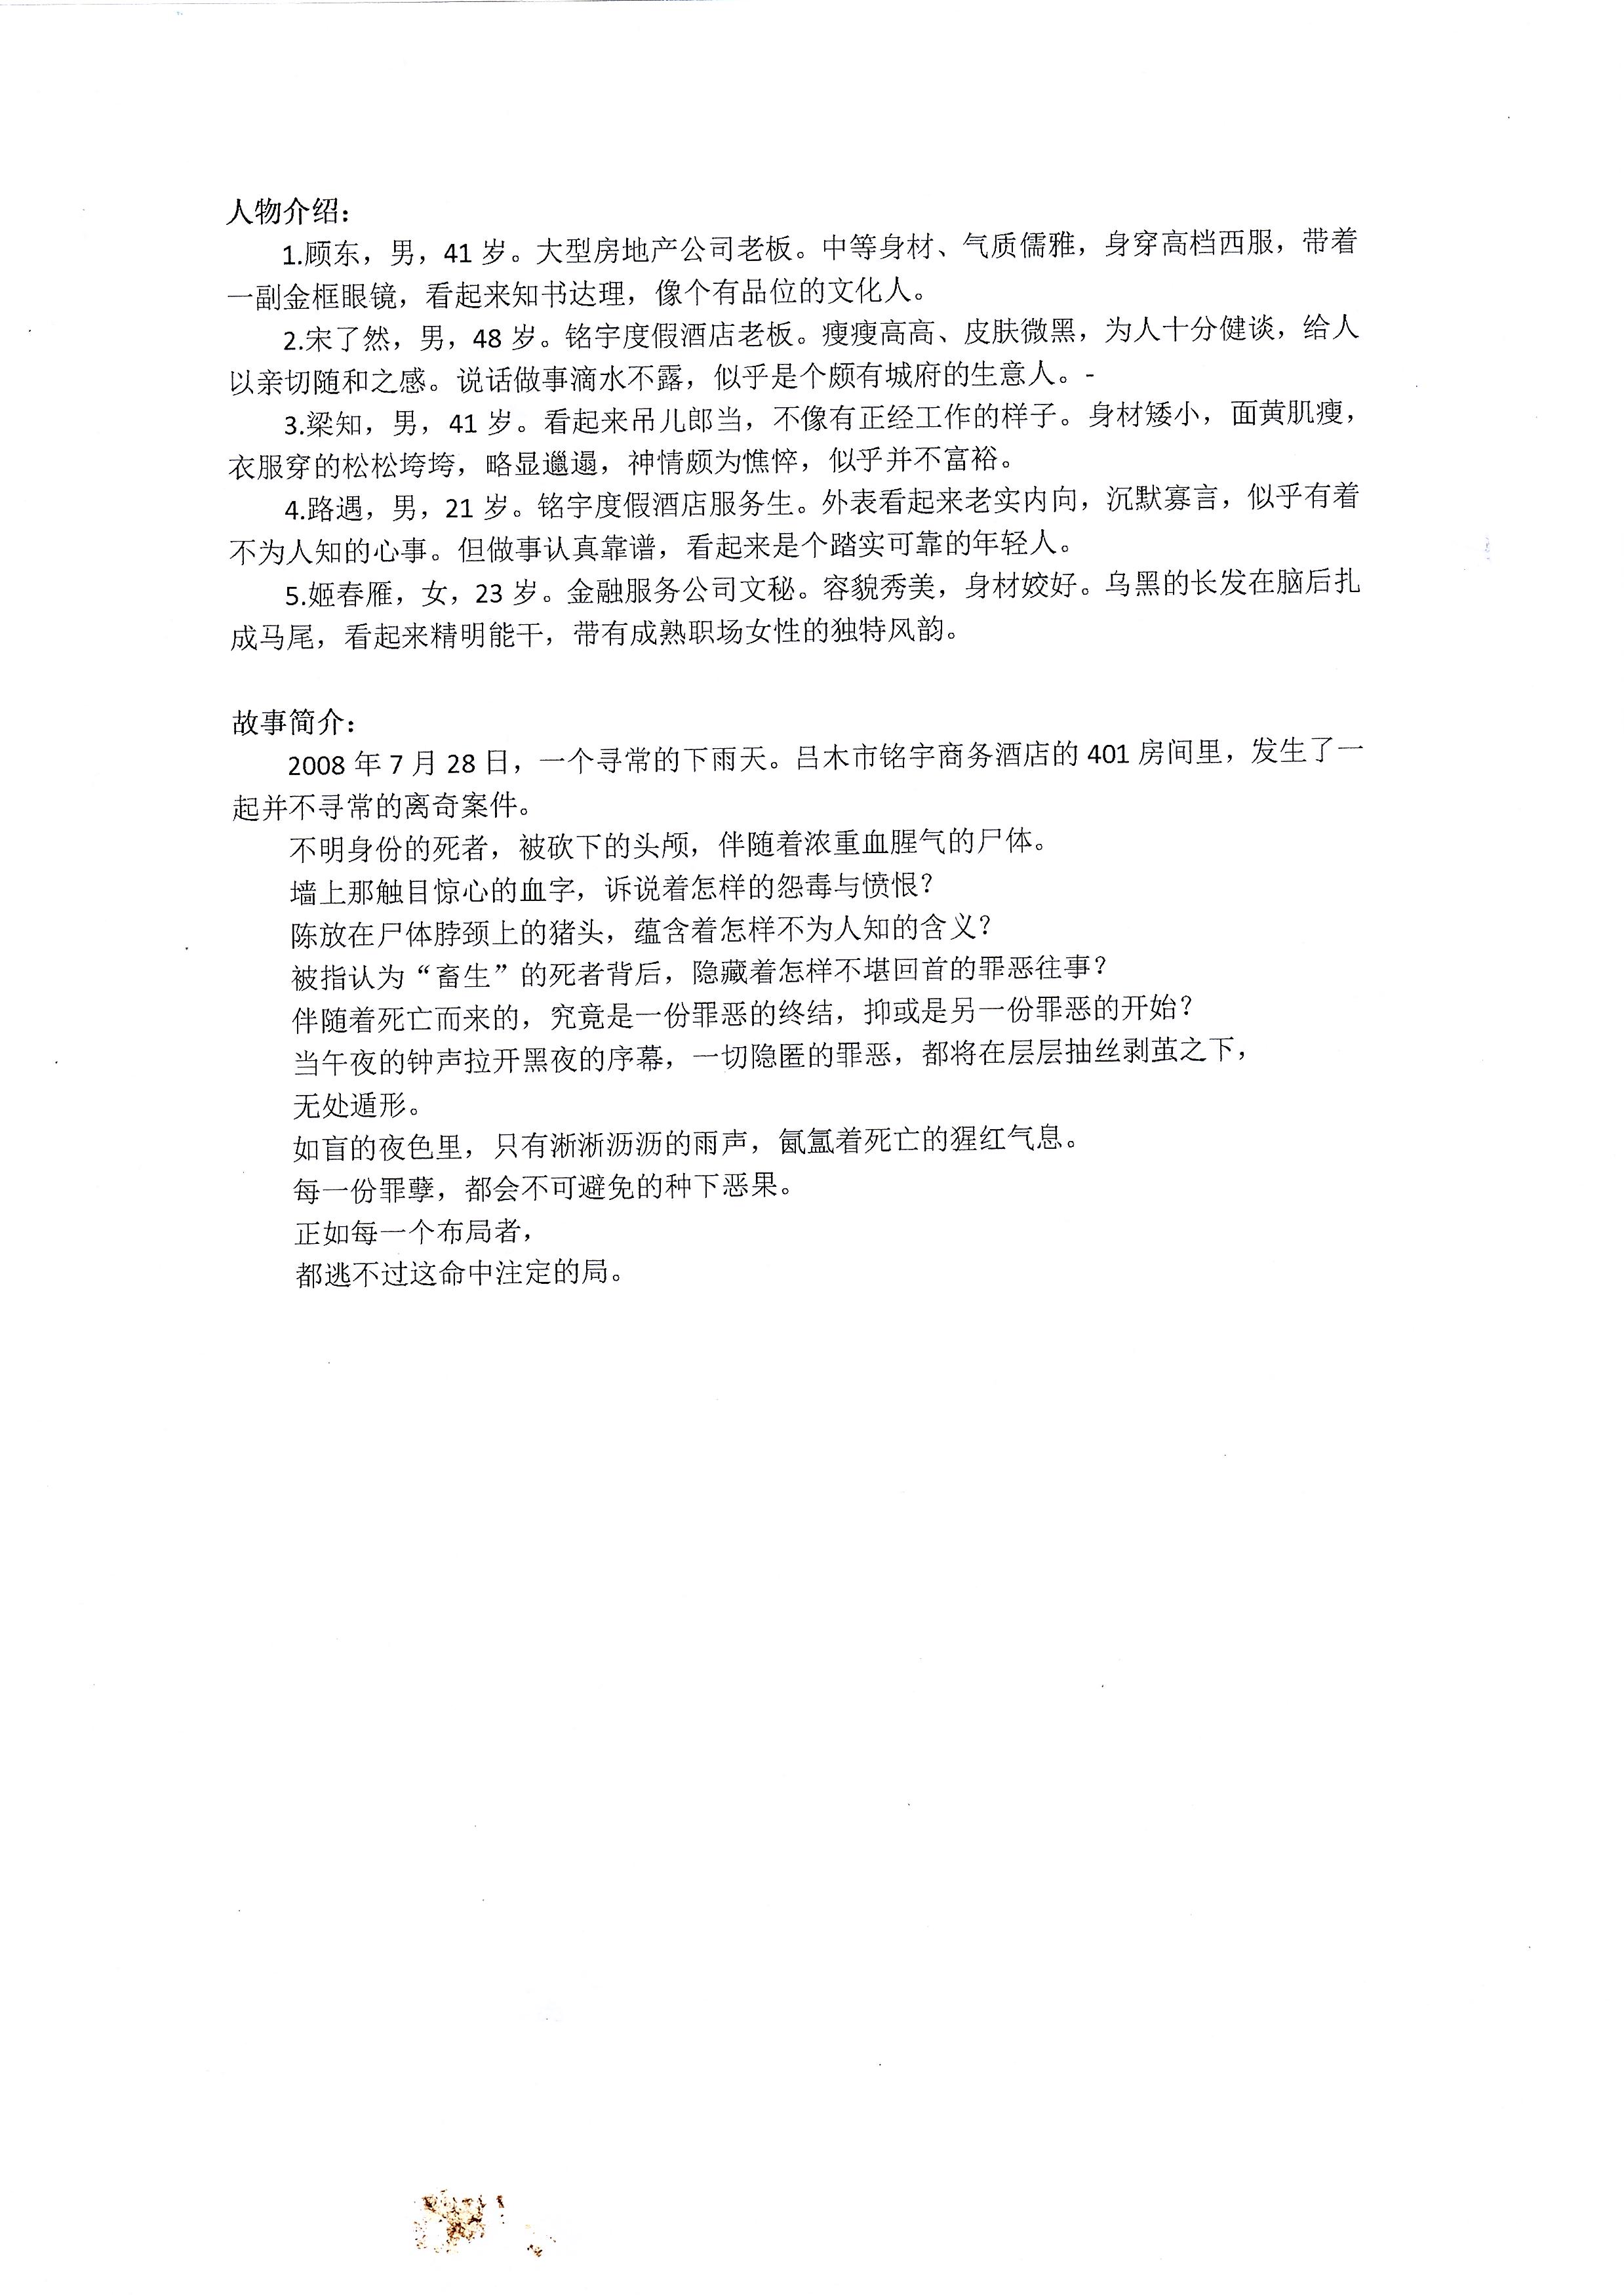 人物介绍：
1.顾东，男，41 岁。大型房地产公司老板。中等身材、气质儒雅，身穿高档西服，带着
一副金框眼镜，看起来知书达理，像个有品位的文化人。
2.宋了然，男，48 岁。铭宇度假酒店老板。瘦瘦高高、皮肤微黑，为人十分健谈，给人
以亲切随和之感。说话做事滴水不露，似乎是个颇有城府的生意人。-
3.梁知，男，41 岁。看起来吊儿郎当，不像有正经工作的样子。身材矮小，面黄肌瘦，
衣服穿的松松垮垮，略显邋遢，神情颇为憔悴，似乎并不富裕。
4.路遇，男，21 岁。铭宇度假酒店服务生。外表看起来老实内向，沉默寡言，似乎有着
不为人知的心事。但做事认真靠谱，看起来是个踏实可靠的年轻人。
5.姬春雁，女，23 岁。金融服务公司文秘。容貌秀美，身材姣好。乌黑的长发在脑后扎
成马尾，看起来精明能干，带有成熟职场女性的独特风韵。
故事简介：
2008 年 7 月 28 日，一个寻常的下雨天。吕木市铭宇商务酒店的 401 房间里，发生了一
起并不寻常的离奇案件。
不明身份的死者，被砍下的头颅，伴随着浓重血腥气的尸体。
墙上那触目惊心的血字，诉说着怎样的怨毒与愤恨？
陈放在尸体脖颈上的猪头，蕴含着怎样不为人知的含义？
被指认为“畜生”的死者背后，隐藏着怎样不堪回首的罪恶往事？
伴随着死亡而来的，究竟是一份罪恶的终结，抑或是另一份罪恶的开始？
当午夜的钟声拉开黑夜的序幕，一切隐匿的罪恶，都将在层层抽丝剥茧之下，
无处遁形。
如盲的夜色里，只有淅淅沥沥的雨声，氤氲着死亡的猩红气息。
每一份罪孽，都会不可避免的种下恶果。
正如每一个布局者，
都逃不过这命中注定的局。